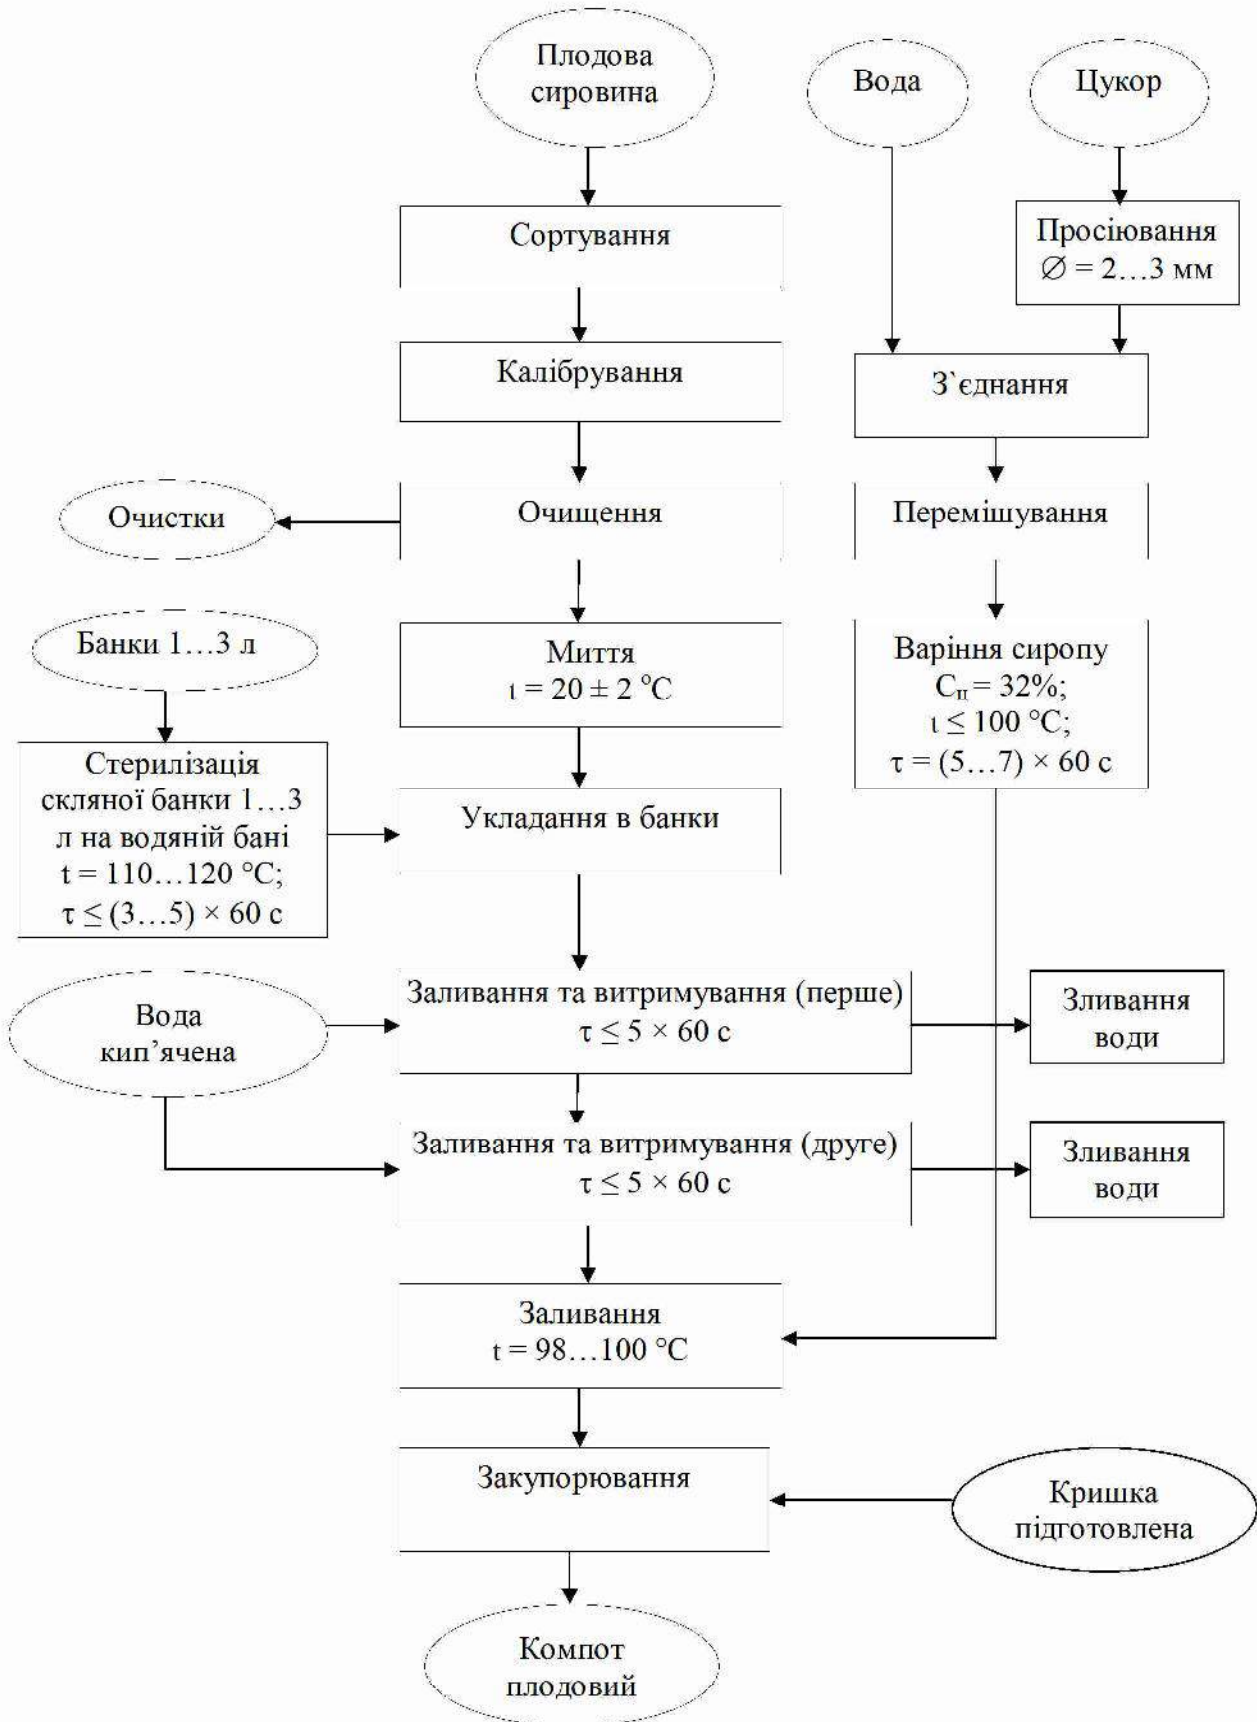 Плодова
сировина
Вода
Цукор
Сортування
Просіювання
∅ = 2…3 мм
Калібрування
З`єднання
Очистки
Очищення
Перемішування
Банки 1…3 л
Миття
t = 20 ± 2 °С
Варіння сиропу
Сц = 32%;
t ≤ 100 °С;
τ = (5…7) × 60 с
Стерилізація
скляної банки 1…3
л на водяній бані
t = 110…120 °С;
τ ≤ (3…5) × 60 с
Укладання в банки
Вода
кип’ячена
Заливання та витримування (перше)
τ ≤ 5 × 60 с
Зливання
води
Заливання та витримування (друге)
τ ≤ 5 × 60 с
Зливання
води
Заливання
t = 98…100 °С
Закупорювання
Кришка
підготовлена
Компот
плодовий